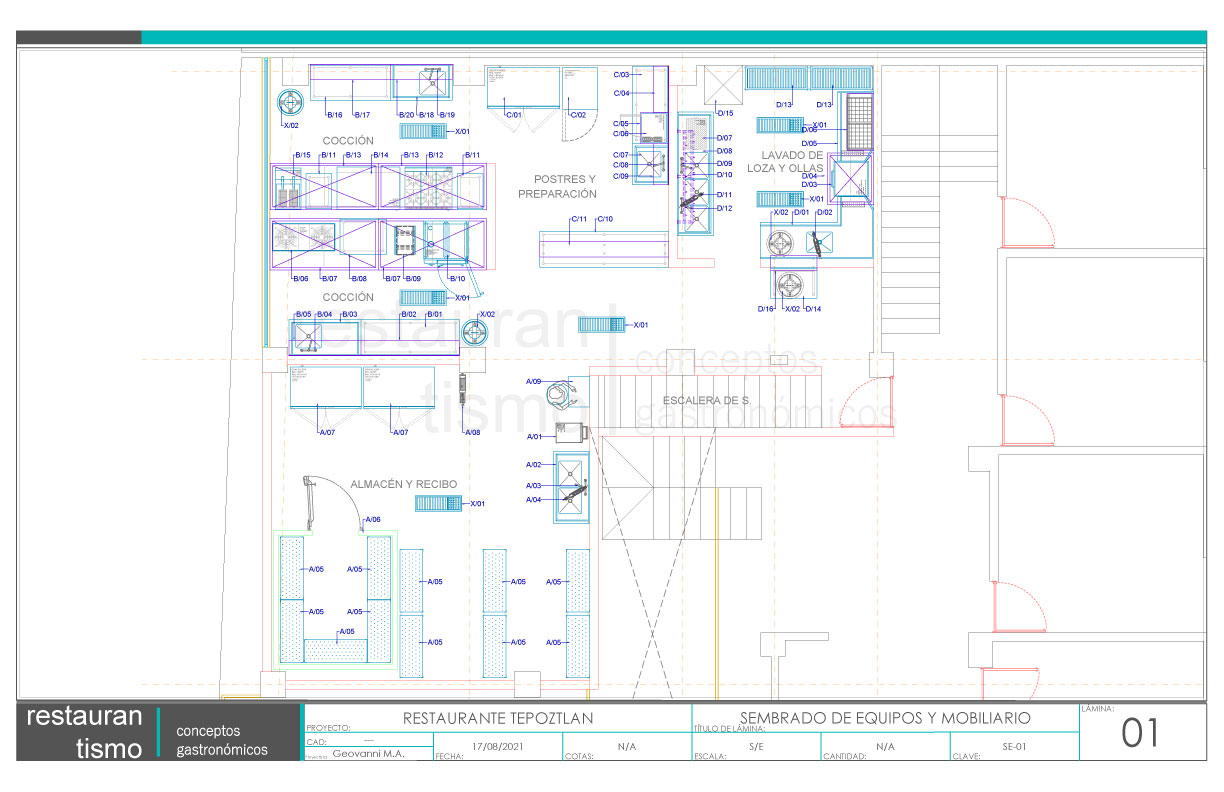 C/03
C/04
B/16
B/17
B/20
B/18
B/19
C/01
C/02
D/13
D/13
D/15
X/02
X/01
C/05
C/06
X/01
D/06
COCCIÓN
D/07
D/05
B/15
B/11
B/13
B/14
B/13
B/12
B/11
C/07
C/08
C/09
D/08
D/09
D/10
LAVADO DE
LOZA Y OLLAS
POSTRES Y
PREPARACIÓN
D/04
D/03
D/11
D/12
X/01
C/11
C/10
X/02
D/01
D/02
B/06
B/07
B/08
B/07
B/09
B/10
COCCIÓN
X/01
D/16
X/02
D/14
B/05
B/04
B/03
B/02
B/01
X/02
X/01
restauran
tismo
conceptos
gastronómicos
A/09
ESCALERA DE S.
A/07
A/07
A/08
A/01
A/02
A/03
A/04
ALMACÉN Y RECIBO
X/01
A/06
A/05
A/05
A/05
A/05
A/05
A/05
A/05
A/05
A/05
A/05
A/05
restauran
tismo
conceptos
gastronómicos
PROYECTO:
RESTAURANTE TEPOZTLAN
TÍTULO DE LÁMINA:
SEMBRADO DE EQUIPOS Y MOBILIARIO
LÁMINA:
01
CAD:
Geovanni M.A.
FECHA:
17/08/2021
COTAS:
N/A
ESCALA:
S/E
CANTIDAD:
N/A
CLAVE:
SE-01